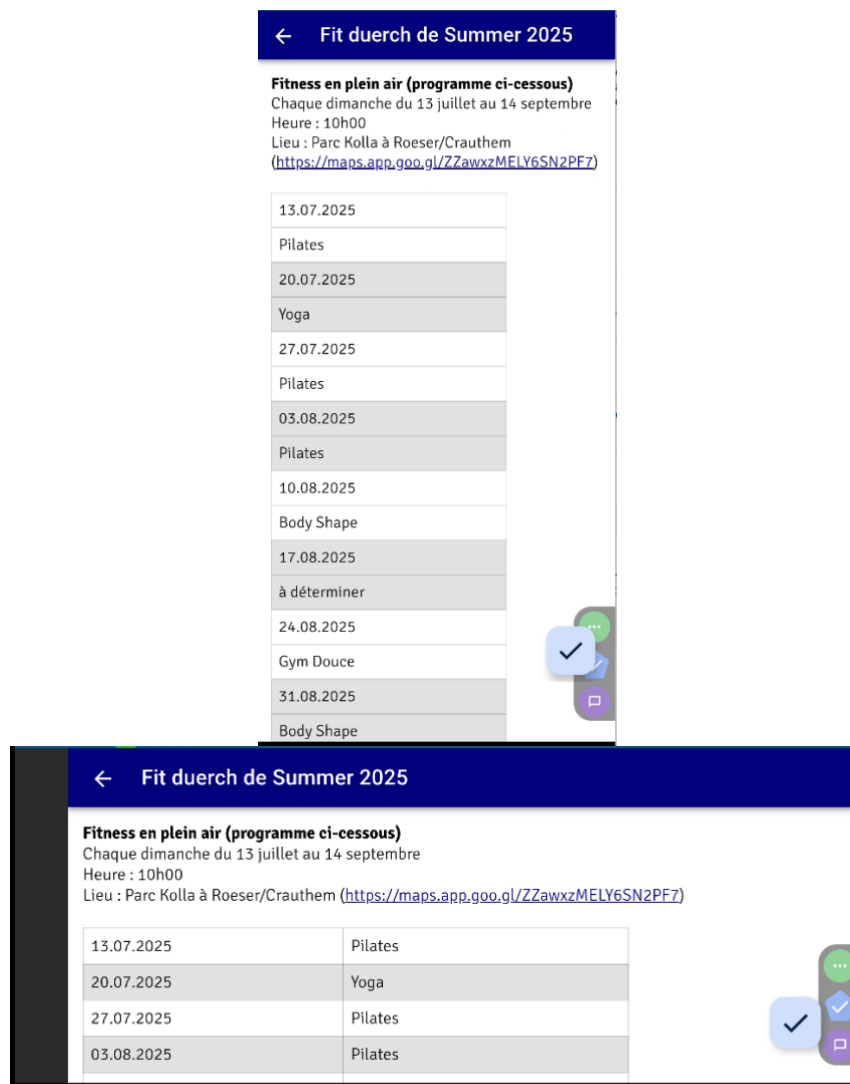 Fit duerch de Summer 2025
Fitness en plein air (programme ci-cessous)
Chaque dimanche du 13 juillet au 14 septembre
Heure : 10h00
Lieu : Parc Kolla à Roeser/Crauthem
(https://maps.app.goo.gl/ZZawxzMELY6SN2PF7)
13.07.2025
Pilates
20.07.2025
Yoga
27.07.2025
Pilates
03.08.2025
Pilates
10.08.2025
Body Shape
17.08.2025
à déterminer
24.08.2025
Gym Douce
31.08.2025
Body Shape
Fit duerch de Summer 2025
Fitness en plein air (programme ci-cessous)
Chaque dimanche du 13 juillet au 14 septembre
Heure : 10h00
Lieu : Parc Kolla à Roeser/Crauthem (https://maps.app.goo.gl/ZZawxzMELY6SN2PF7)
13.07.2025 Pilates
20.07.2025 Yoga
27.07.2025 Pilates
03.08.2025 Pilates